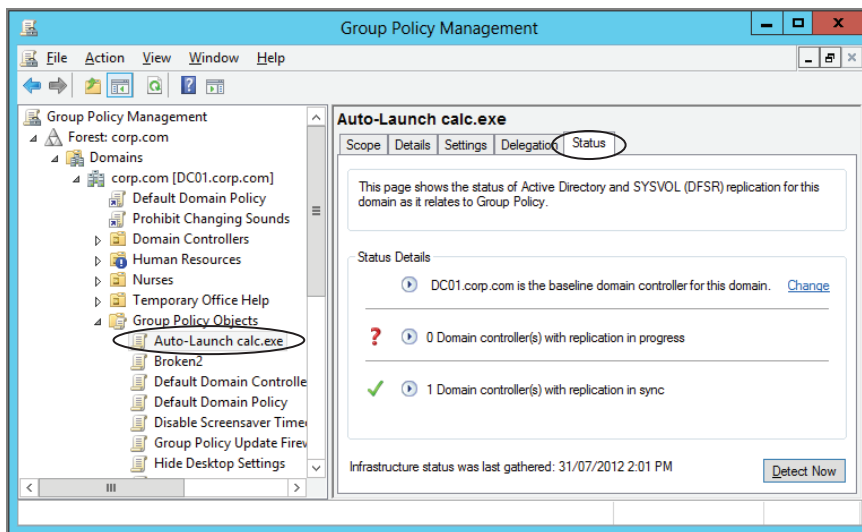 Group Policy Management
File Action View Window Help
Group Policy Management
Forest: corp.com
Domains
corp.com [DC01.corp.com]
Default Domain Policy
Prohibit Changing Sounds
Domain Controllers
Human Resources
Nurses
Temporary Office Help
Group Policy Objects
Auto-Launch calc.exe
Broken2
Default Domain Controlle
Default Domain Policy
Disable Screensaver Time
Group Policy Update Firew
Hide Desktop Settings
Auto-Launch calc.exe
Scope Details Settings Delegation Status
This page shows the status of Active Directory and SYSVOL (DFSR) replication for this
domain as it relates to Group Policy.
Status Details
DC01.corp.com is the baseline domain controller for this domain. Change
0 Domain controller(s) with replication in progress
1 Domain controller(s) with replication in sync
Infrastructure status was last gathered: 31/07/2012 2:01 PM
Detect Now